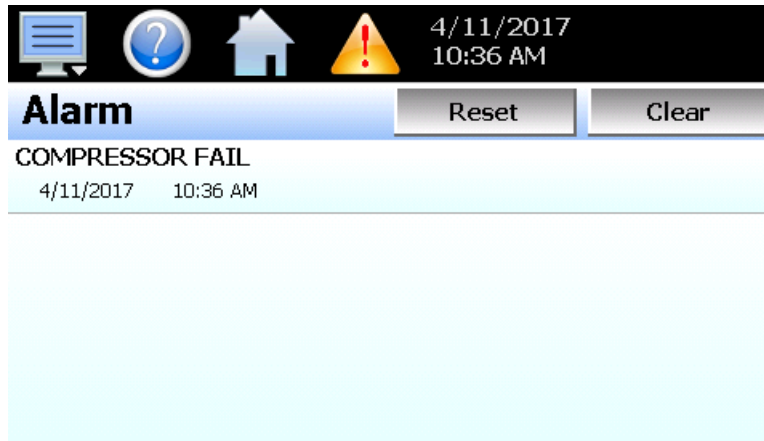 4/11/2017
10:36 AM
Alarm Reset Clear
COMPRESSOR FAIL
4/11/2017 10:36 AM